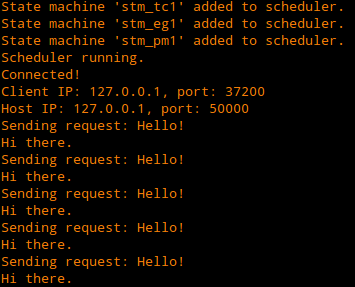 State machine 'stm_tc1' added to scheduler.
State machine 'stm_eg1' added to scheduler.
State machine 'stm_pm1' added to scheduler.
Scheduler running.
Connected!
Client IP: 127.0.0.1, port: 37200
Host IP: 127.0.0.1, port: 50000
Sending request: Hello!
Hi there.
Sending request: Hello!
Hi there.
Sending request: Hello!
Hi there.
Sending request: Hello!
Hi there.
Sending request: Hello!
Hi there.